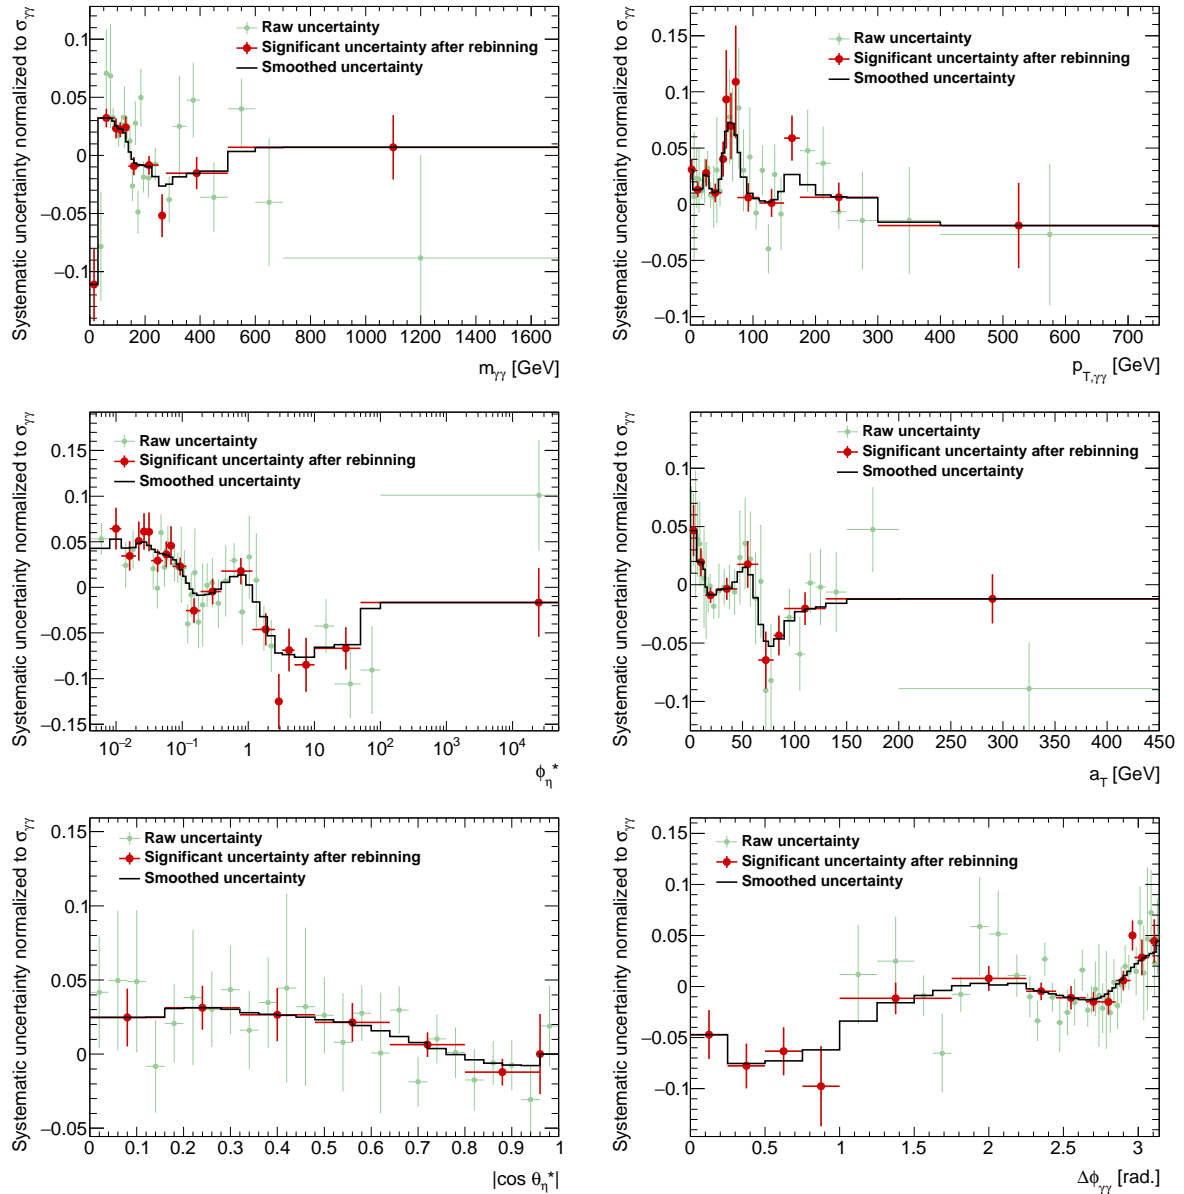 Systematic uncertainty normalized to σγγ
0.1
0.05
0
−0.05
−0.1
Raw uncertainty
Significant uncertainty after rebinning
Smoothed uncertainty
0 200 400 600 800 1000 1200 1400 1600
mγγ [GeV]
Systematic uncertainty normalized to σγγ
0.15
0.1
0.05
0
−0.05
−0.1
Raw uncertainty
Significant uncertainty after rebinning
Smoothed uncertainty
0 100 200 300 400 500 600 700
pT,γγ [GeV]
Systematic uncertainty normalized to σγγ
0.15
0.1
0.05
0
−0.05
−0.1
−0.15
Raw uncertainty
Significant uncertainty after rebinning
Smoothed uncertainty
10−2 10−1 1 10 102 103 104
ϕη*
Systematic uncertainty normalized to σγγ
0.1
0.05
0
−0.05
−0.1
Raw uncertainty
Significant uncertainty after rebinning
Smoothed uncertainty
0 50 100 150 200 250 300 350 400 450
aT [GeV]
Systematic uncertainty normalized to σγγ
0.15
0.1
0.05
0
−0.05
Raw uncertainty
Significant uncertainty after rebinning
Smoothed uncertainty
0 0.1 0.2 0.3 0.4 0.5 0.6 0.7 0.8 0.9 1
|cos θη*|
Systematic uncertainty normalized to σγγ
0.15
0.1
0.05
0
−0.05
−0.1
Raw uncertainty
Significant uncertainty after rebinning
Smoothed uncertainty
0 0.5 1 1.5 2 2.5 3
Δϕγγ [rad.]